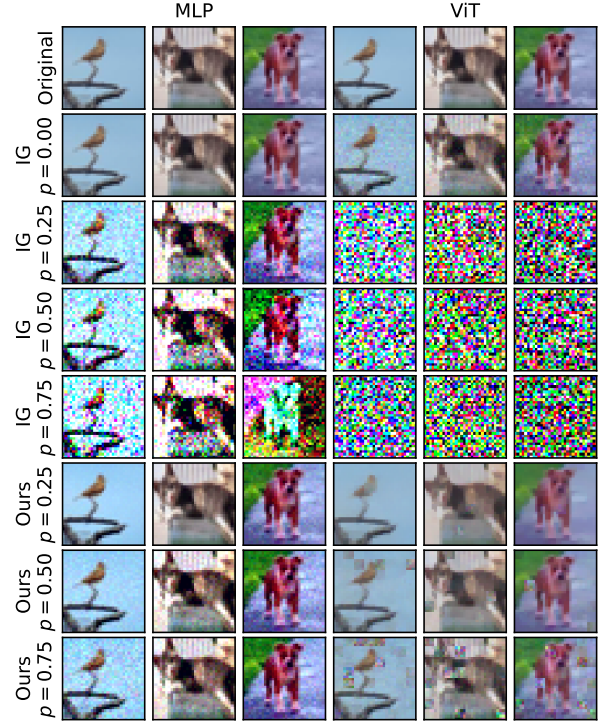 MLP ViT
Original
IG
p = 0.00
IG
p = 0.25
IG
p = 0.50
IG
p = 0.75
Ours
p = 0.25
Ours
p = 0.50
Ours
p = 0.75